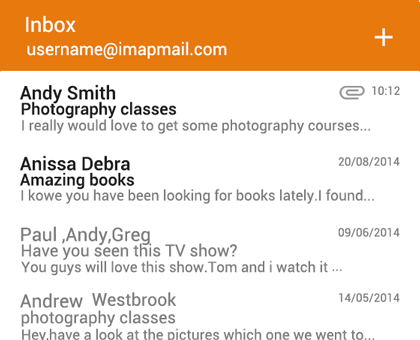 Inbox
username@imapmail.com
+
Andy Smith 10:12
Photography classes
I really would love to get some photography courses...
Anissa Debra 20/08/2014
Amazing books
I kowe you have been looking for books lately.I found...
Paul ,Andy,Greg 09/06/2014
Have you seen this TV show?
You guys will love this show.Tom and i watch it ...
Andrew Westbrook 14/05/2014
photography classes
Hey,have a look at the pictures which one we went to...